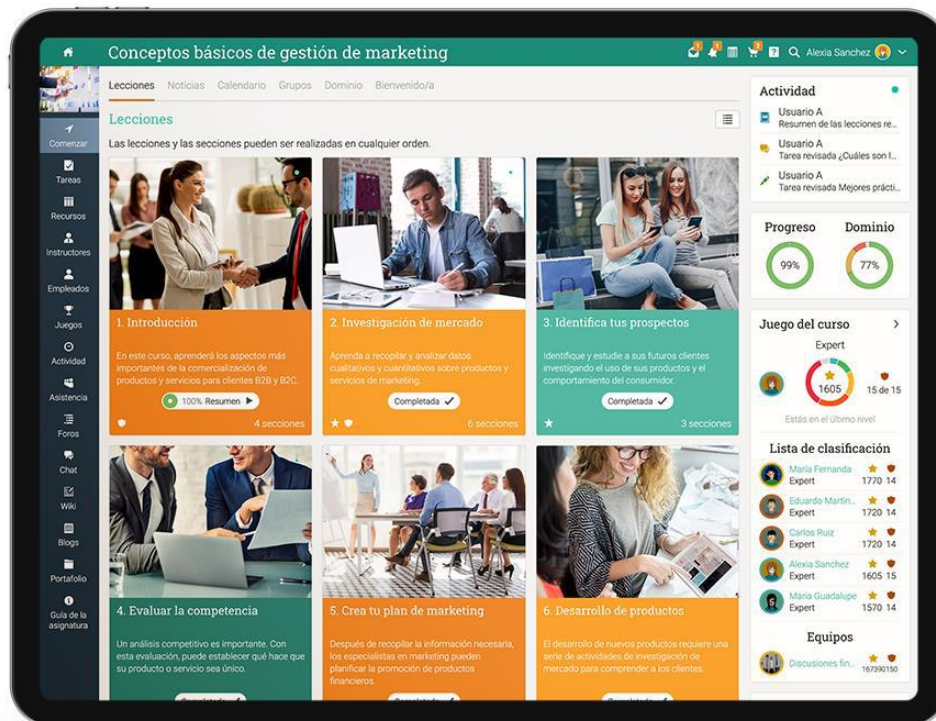 Conceptos básicos de gestión de marketing
1
1
2
?
Alexia Sanchez
Comenzar
Tareas
Recursos
Instructores
Empleados
Juegos
Actividad
Asistencia
Foros
Chat
Wiki
Blogs
Portafolio
Guía de la
asignatura
Lecciones Noticias Calendario Grupos Dominio Bienvenido/a
Lecciones
Las lecciones y las secciones pueden ser realizadas en cualquier orden.
1. Introducción
En este curso, aprenderá los aspectos más
importantes de la comercialización de
productos y servicios para clientes B2B y B2C.
100% Resumen
4 secciones
2. Investigación de mercado
Aprenda a recopilar y analizar datos
cualitativos y cuantitativos sobre productos y
servicios de marketing.
Completada
6 secciones
3. Identifica tus prospectos
Identifique y estudie a sus futuros clientes
investigando el uso de sus productos y el
comportamiento del consumidor.
Completada
3 secciones
4. Evaluar la competencia
Un análisis competitivo es importante. Con
esta evaluación, puede establecer qué hace que
su producto o servicio sea único.
Completada
5. Crea tu plan de marketing
Después de recopilar la información necesaria,
los especialistas en marketing pueden
planificar la promoción de productos
financieros.
Completada
6. Desarrollo de productos
El desarrollo de nuevos productos requiere una
serie de actividades de investigación de
mercado para comprender a los clientes.
Completada
Actividad
Usuario A
Resumen de las lecciones re...
Usuario A
Tarea revisada ¿Cuáles son l...
Usuario A
Tarea revisada Mejores prácti...
Progreso Dominio
99% 77%
Juego del curso
Expert
1605
15 de 15
Estás en el último nivel
Lista de clasificación
María Fernanda
Expert 1770 14
Eduardo Martin...
Expert 1720 14
Carlos Ruiz
Expert 1720 14
Alexia Sanchez
Expert 1605 15
Maria Guadalupe
Expert 1570 14
Equipos
Discusiones fin...
167390150